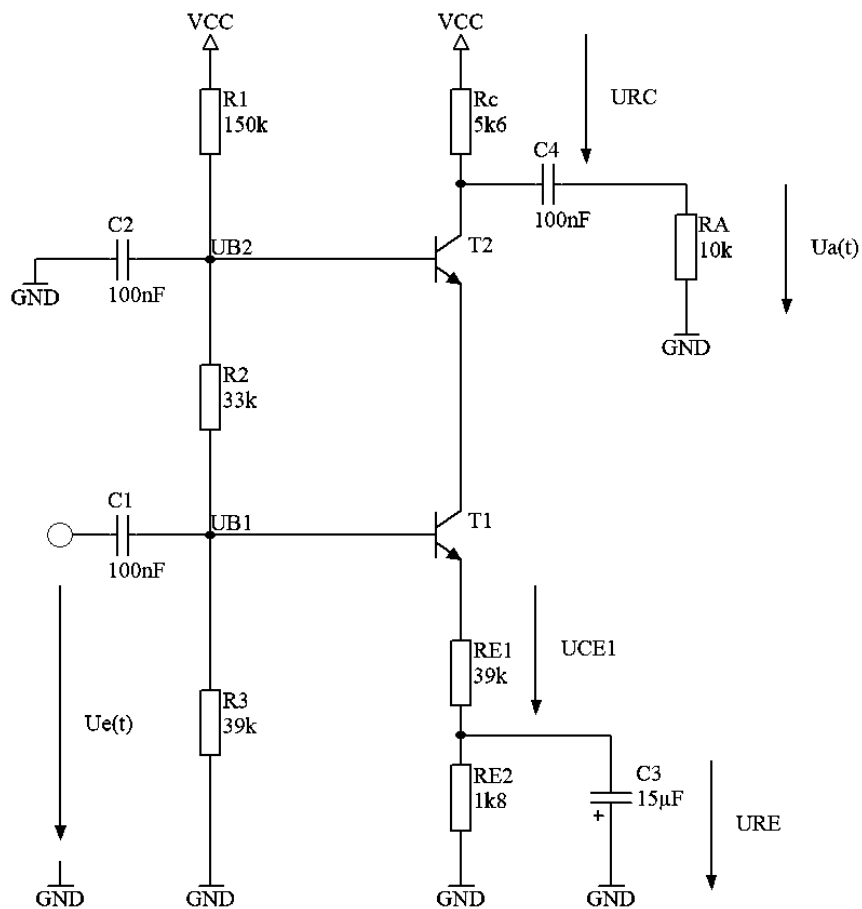 VCC
VCC
R1
150k
Rc
5k6
URC
C4
100nF
C2
100nF
GND
UB2
T2
RA
10k
Ua(t)
GND
R2
33k
C1
100nF
UB1
T1
RE1
39k
UCE1
R3
39k
Ue(t)
RE2
1k8
C3
15µF
+
URE
GND
GND
GND
GND